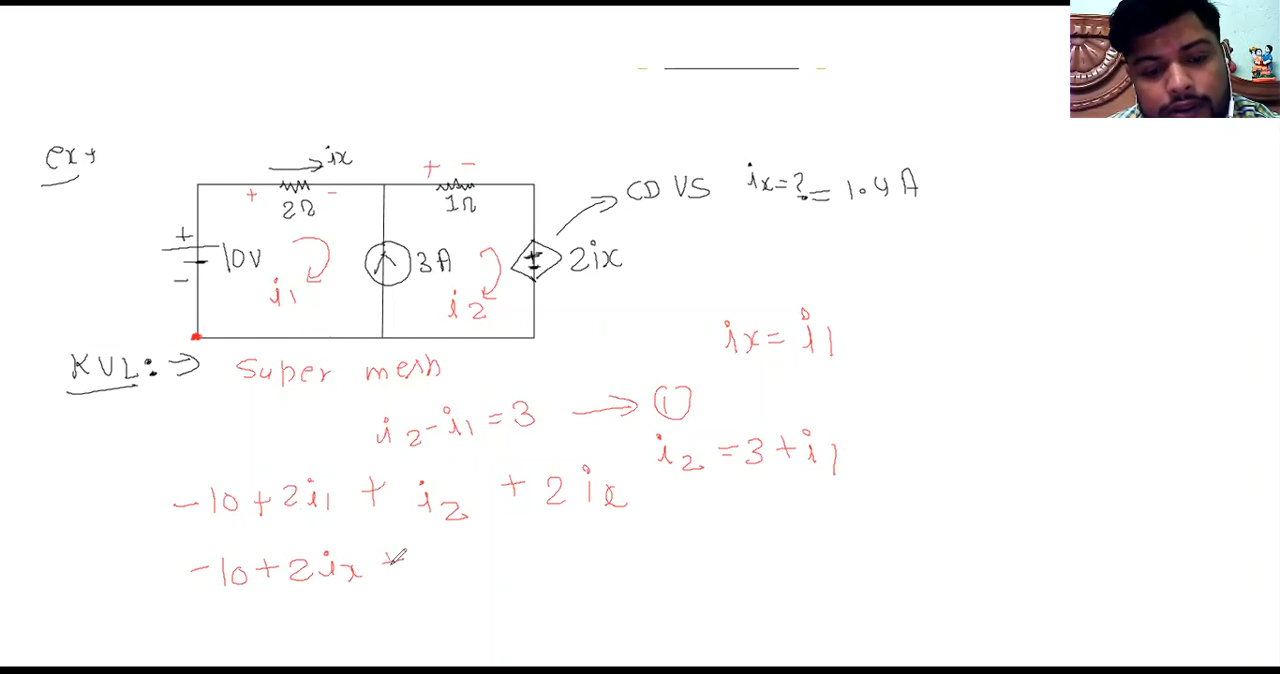 ex+
ix
+ -
+ 2Ω -
1Ω
CD VS ix=? = 1.4 A
+
-
10V
i1
3A
i2
+
2ix
ix = i1
KVL: → Super mesh
i2 - i1 = 3 → 1
i2 = 3 + i1
-10 + 2i1 + i2 + 2ix
-10 + 2ix +